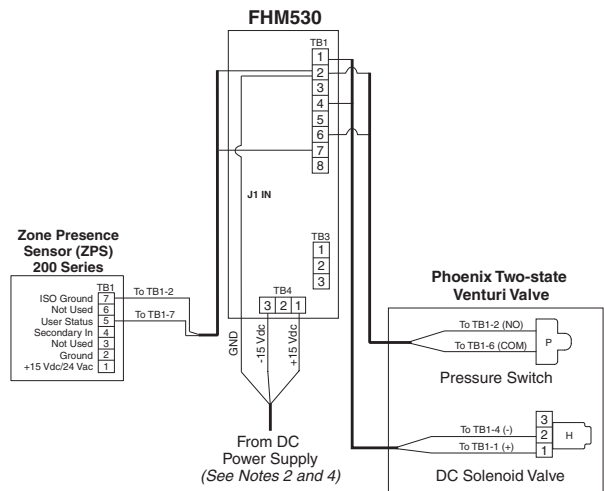 FHM530
TB1
1
2
3
4
5
6
7
8
J1 IN
TB3
1
2
3
TB4
3 2 1
GND
-15 Vdc
+15 Vdc
From DC
Power Supply
(See Notes 2 and 4)
Zone Presence
Sensor (ZPS)
200 Series
TB1
ISO Ground 7
Not Used 6
User Status 5
Secondary In 4
Not Used 3
Ground 2
+15 Vdc/24 Vac 1
To TB1-2
To TB1-7
Phoenix Two-state
Venturi Valve
To TB1-2 (NO)
To TB1-6 (COM)
P
Pressure Switch
To TB1-4 (-)
To TB1-1 (+)
3
2
1
H
DC Solenoid Valve